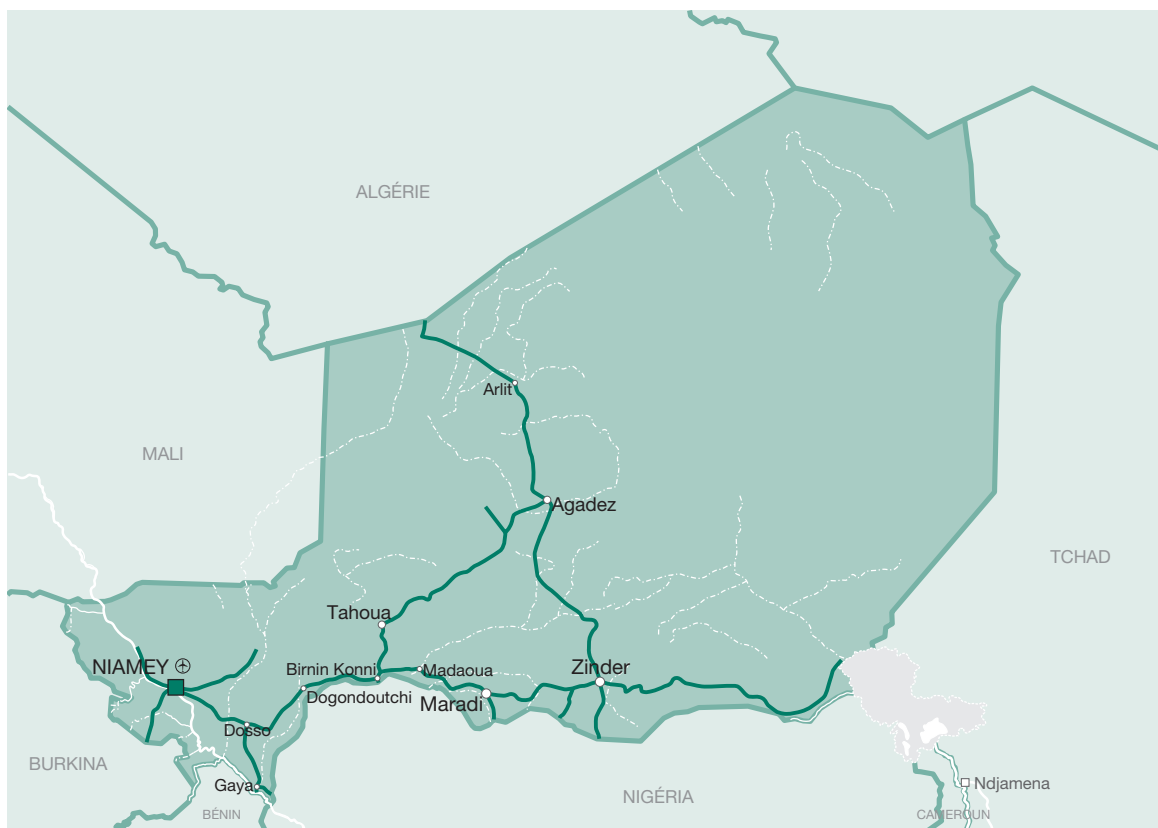 ALGÉRIE
Arlit
MALI
Agadez
TCHAD
Tahoua
NIAMEY
Birnin Konni
Madaoua
Zinder
Dogondoutchi
Maradi
Dosso
BURKINA
Gaya
Ndjamena
NIGÉRIA
BÉNIN
CAMEROUN